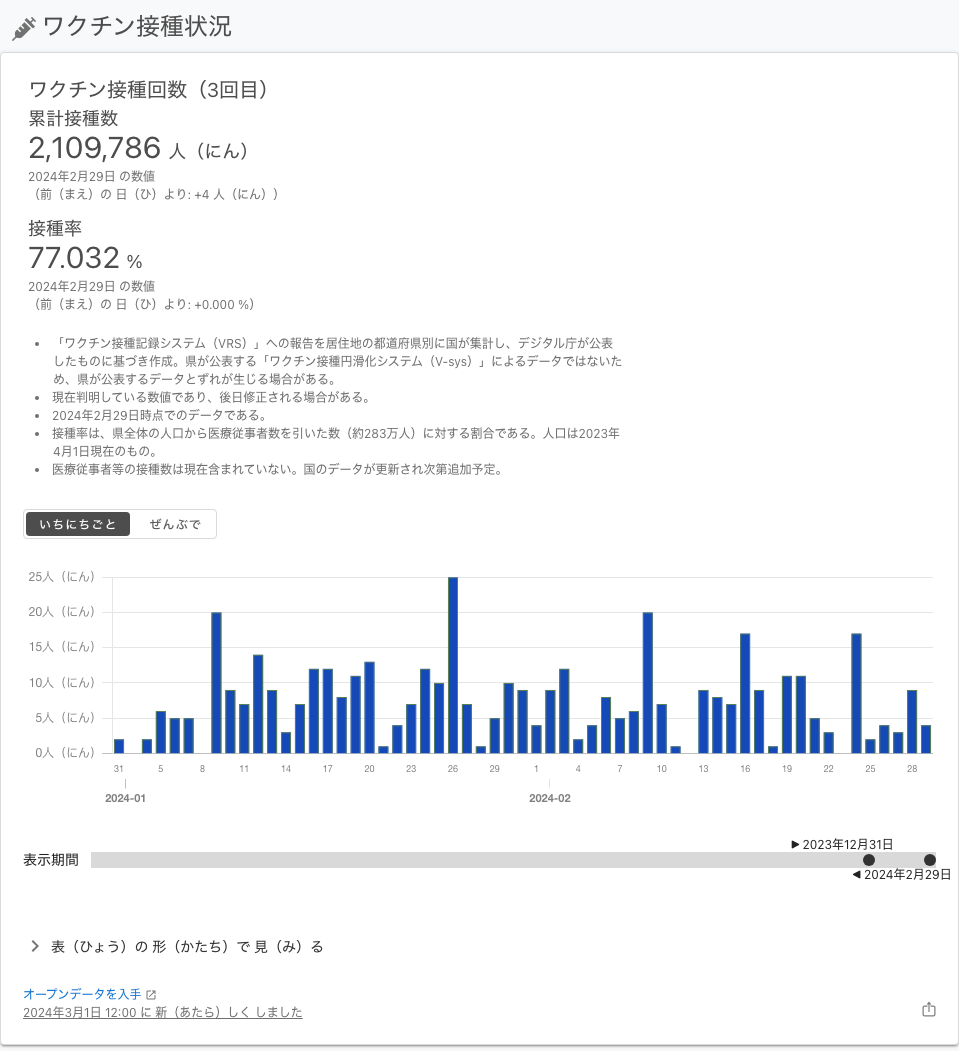 ワクチン接種状況
ワクチン接種回数（3回目）
累計接種数
2,109,786 人（にん）
2024年2月29日 の数値
（前（まえ）の 日（ひ）より: +4 人（にん））
接種率
77.032 %
2024年2月29日 の数値
（前（まえ）の 日（ひ）より: +0.000 %）
• 「ワクチン接種記録システム（VRS）」への報告を居住地の都道府県別に国が集計し、デジタル庁が公表
したものに基づき作成。県が公表する「ワクチン接種円滑化システム（V-sys）」によるデータではないた
め、県が公表するデータとずれが生じる場合がある。
• 現在判明している数値であり、後日修正される場合がある。
• 2024年2月29日時点でのデータである。
• 接種率は、県全体の人口から医療従事者数を引いた数（約283万人）に対する割合である。人口は2023年
4月1日現在のもの。
• 医療従事者等の接種数は現在含まれていない。国のデータが更新され次第追加予定。
いちにちごと ぜんぶで
25人（にん）
20人（にん）
15人（にん）
10人（にん）
5人（にん）
0人（にん）
31 5 8 11 14 17 20 23 26 29 1 4 7 10 13 16 19 22 25 28
2024-01 2024-02
2023年12月31日
表示期間
2024年2月29日
表（ひょう）の 形（かたち）で 見（み）る
オープンデータを入手
2024年3月1日 12:00 に 新（あたら）しく しました